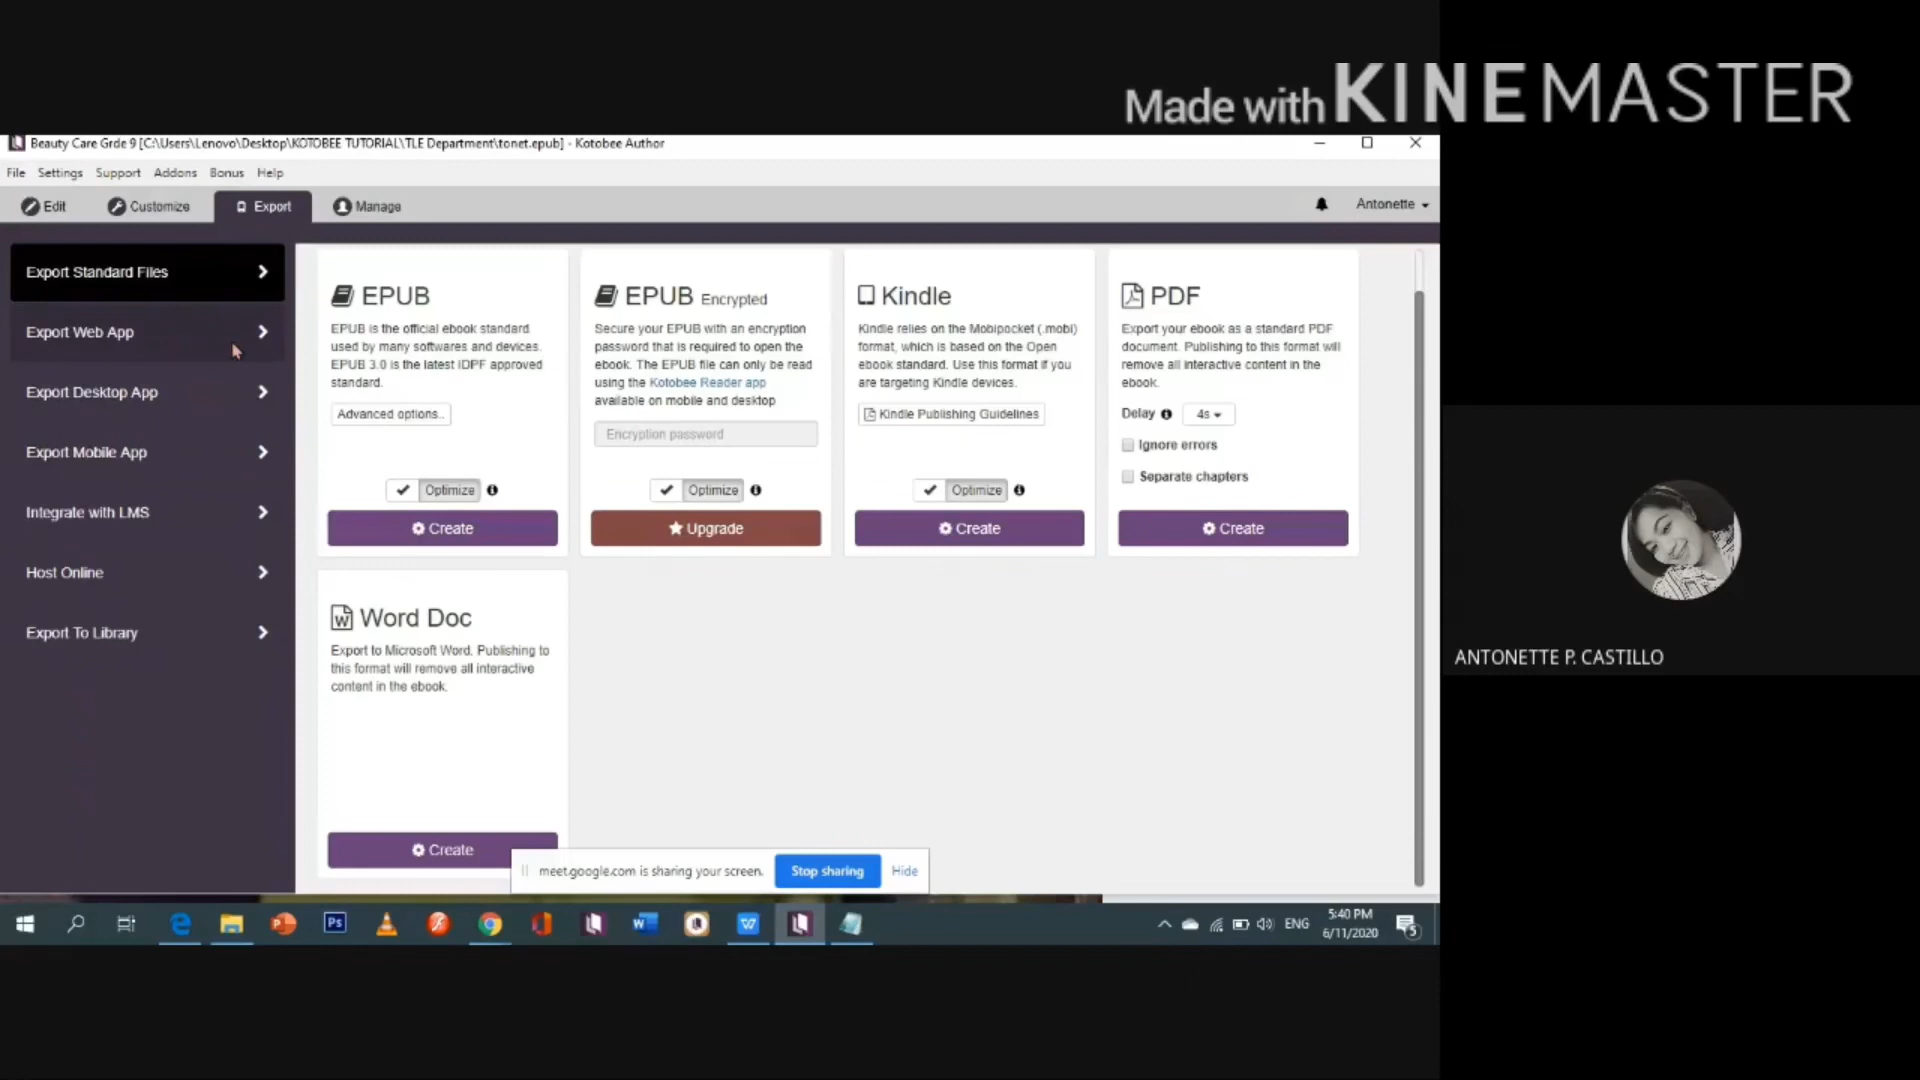 Made with KINEMASTER
Beauty Care Grde 9 [C:\Users\Lenovo\Desktop\KOTOBEE TUTORIAL\TLE Department\tonet.epub] - Kotobee Author
File Settings Support Addons Bonus Help
Edit Customize Export Manage Antonette
Export Standard Files
Export Web App
Export Desktop App
Export Mobile App
Integrate with LMS
Host Online
Export To Library
EPUB
EPUB is the official ebook standard
used by many softwares and devices.
EPUB 3.0 is the latest IDPF approved
standard.
Advanced options..
Optimize
Create
EPUB Encrypted
Secure your EPUB with an encryption
password that is required to open the
ebook. The EPUB file can only be read
using the Kotobee Reader app
available on mobile and desktop
Encryption password
Optimize
Upgrade
Kindle
Kindle relies on the Mobipocket (.mobi)
format, which is based on the Open
ebook standard. Use this format if you
are targeting Kindle devices.
Kindle Publishing Guidelines
Optimize
Create
PDF
Export your ebook as a standard PDF
document. Publishing to this format will
remove all interactive content in the
ebook.
Delay 4s
Ignore errors
Separate chapters
Create
Word Doc
Export to Microsoft Word. Publishing to
this format will remove all interactive
content in the ebook.
Create
meet.google.com is sharing your screen. Stop sharing Hide
ANTONETTE P. CASTILLO
Ps
ENG
5:40 PM
6/11/2020
5